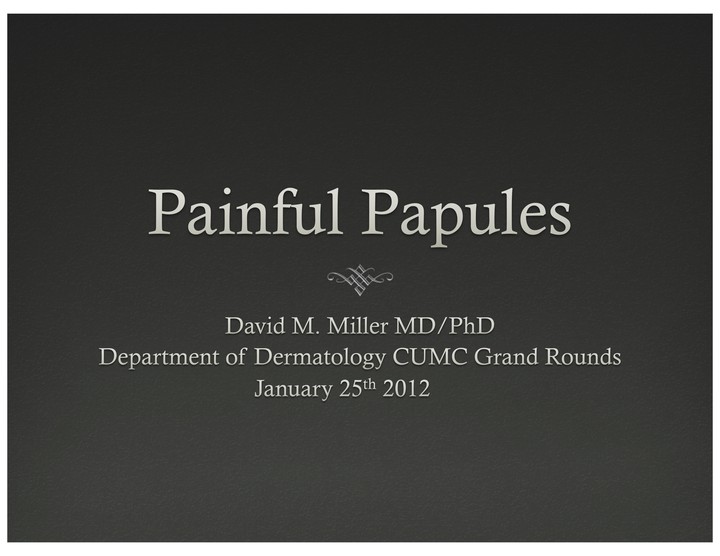 Painful Papules
David M. Miller MD/PhD
Department of Dermatology CUMC Grand Rounds
January 25th 2012